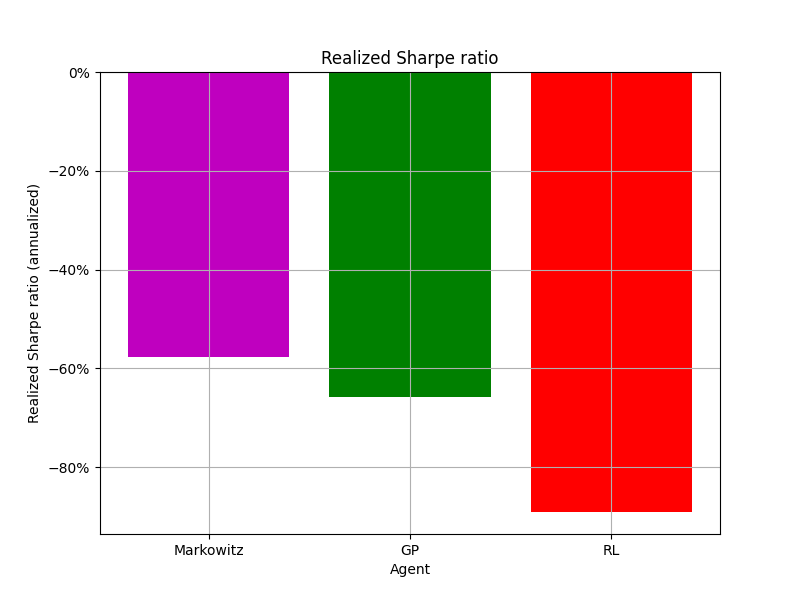 Realized Sharpe ratio
Realized Sharpe ratio (annualized)
0%
−20%
−40%
−60%
−80%
Markowitz
GP
RL
Agent